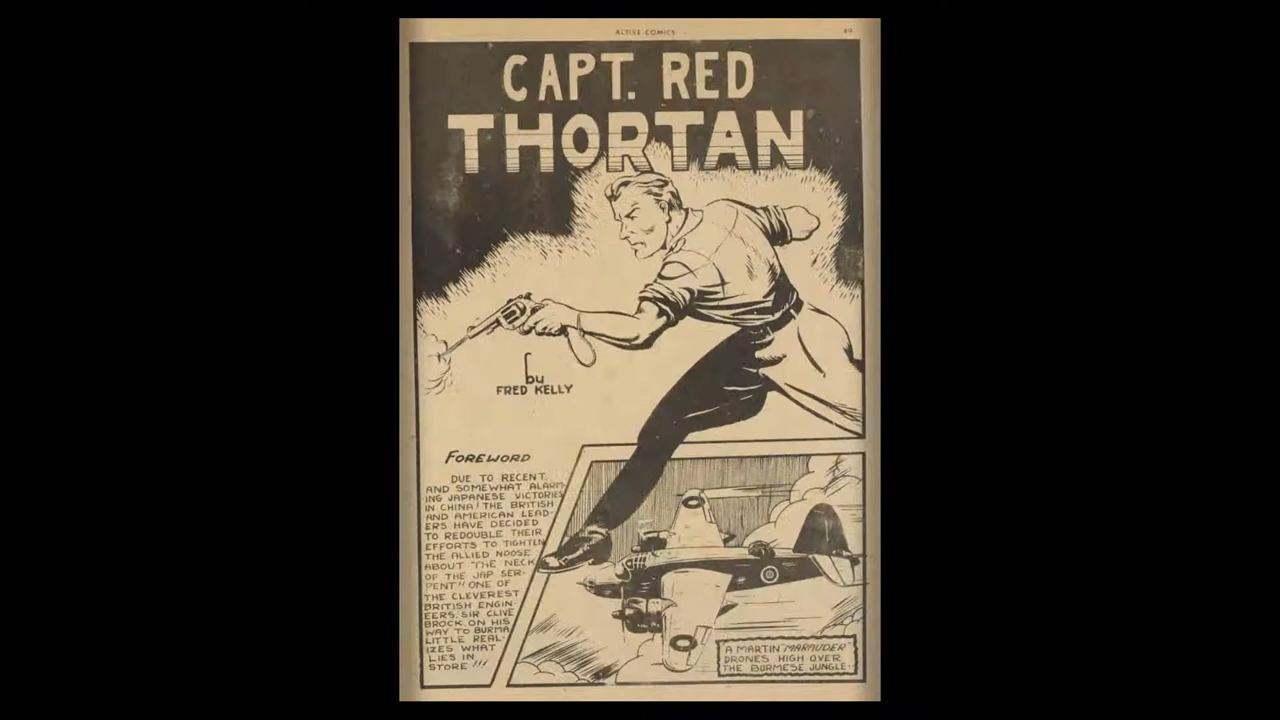 ACTIVE COMICS
CAPT. RED
THORTAN
by
FRED KELLY
FOREWORD
DUE TO RECENT
AND SOMEWHAT ALARM-
ING JAPANESE VICTORIES
IN CHINA! THE BRITISH
AND AMERICAN LEAD-
ERS HAVE DECIDED
TO REDOUBLE THEIR
EFFORTS TO TIGHTEN
THE ALLIED NOOSE
ABOUT "THE NECK
OF THE JAP SER-
PENT"!! ONE OF
THE CLEVEREST
BRITISH ENGIN-
EERS, SIR CLIVE
BROCK, ON HIS
WAY TO BURMA
LITTLE REAL-
IZES WHAT
LIES IN
STORE!!!
A MARTIN "MARAUDER"
DRONES HIGH OVER
THE BURMESE JUNGLE-